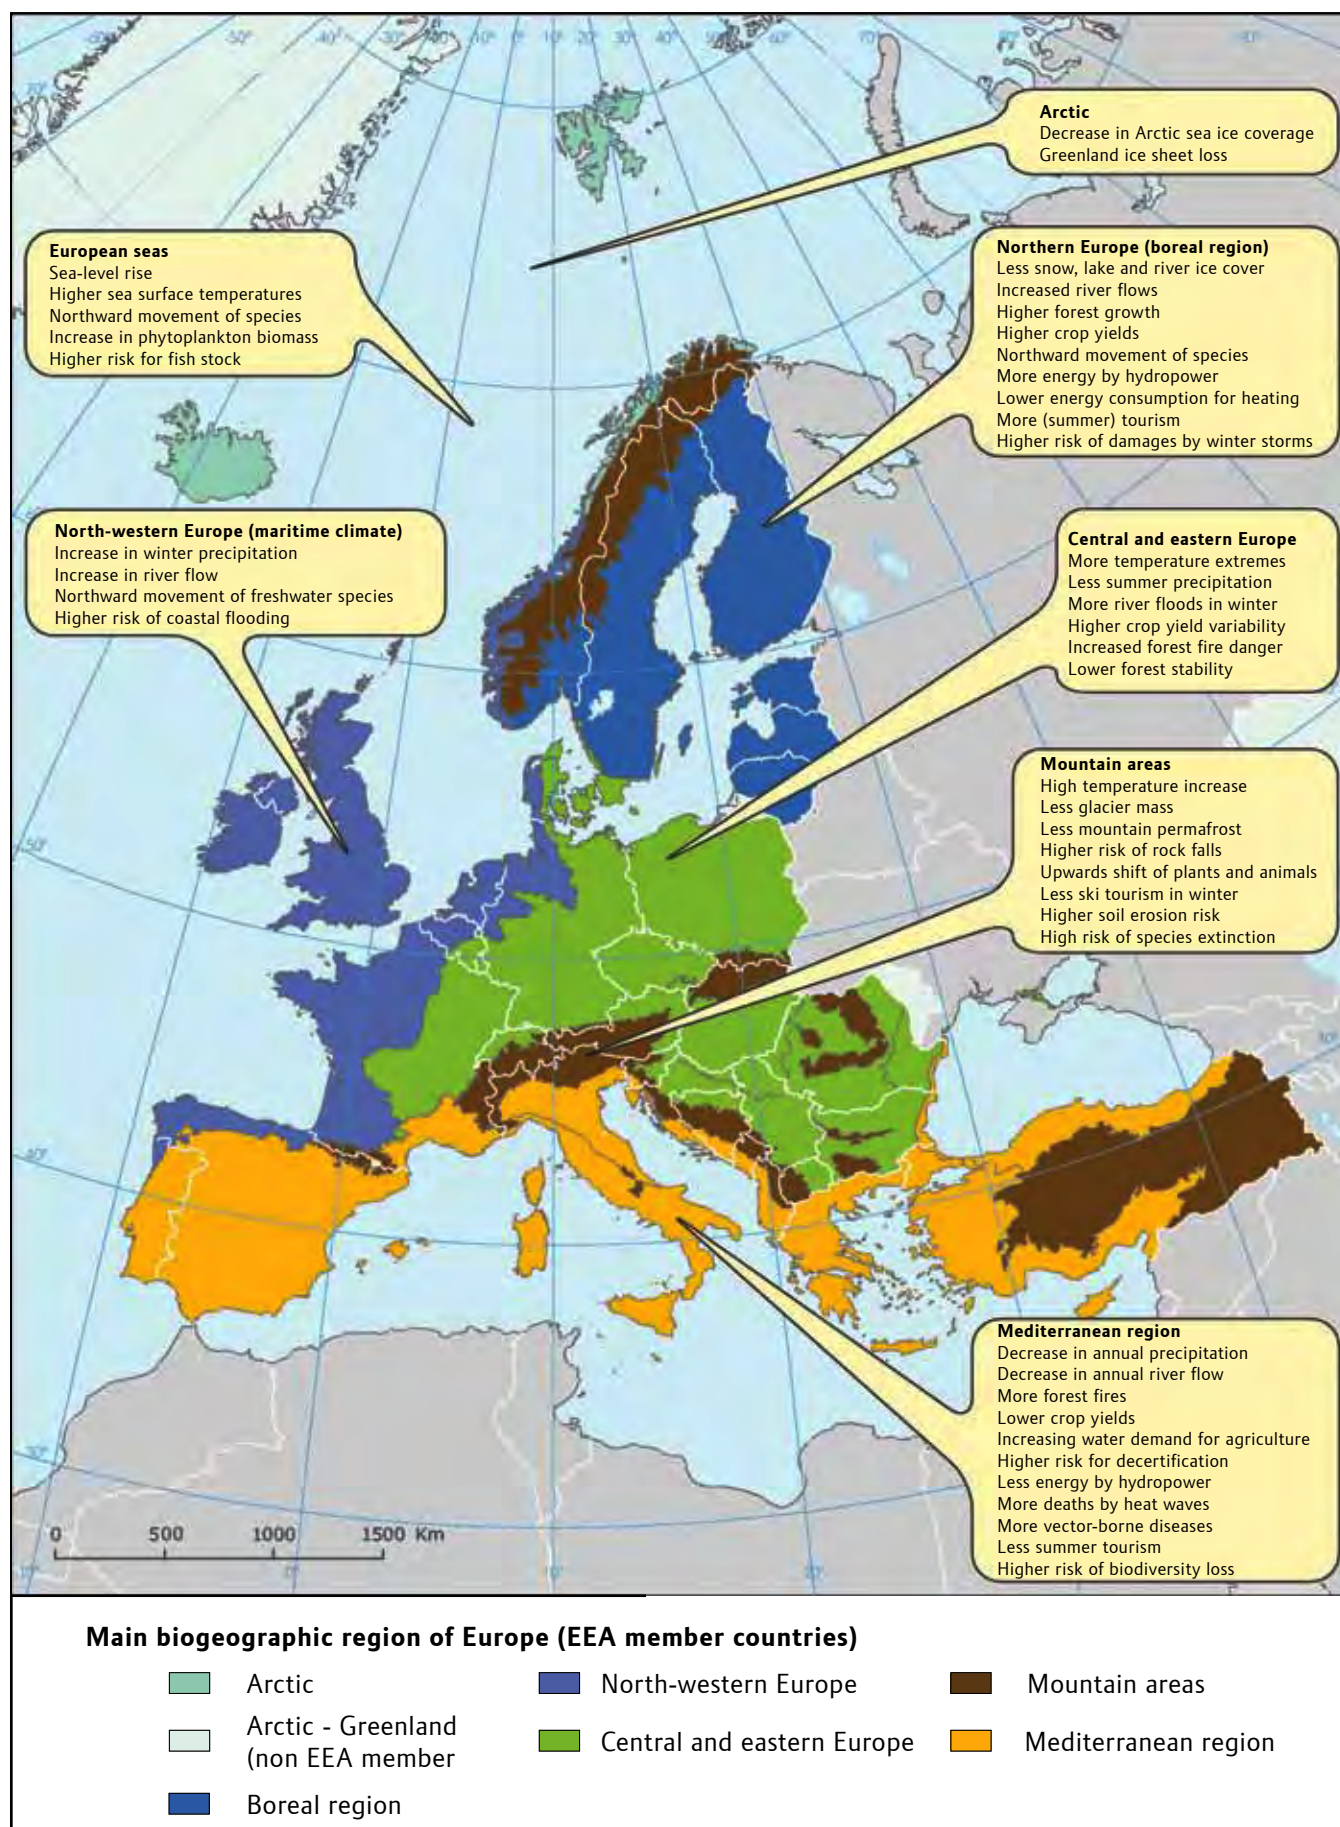 Arctic
Decrease in Arctic sea ice coverage
Greenland ice sheet loss
European seas
Sea-level rise
Higher sea surface temperatures
Northward movement of species
Increase in phytoplankton biomass
Higher risk for fish stock
Northern Europe (boreal region)
Less snow, lake and river ice cover
Increased river flows
Higher forest growth
Higher crop yields
Northward movement of species
More energy by hydropower
Lower energy consumption for heating
More (summer) tourism
Higher risk of damages by winter storms
North-western Europe (maritime climate)
Increase in winter precipitation
Increase in river flow
Northward movement of freshwater species
Higher risk of coastal flooding
Central and eastern Europe
More temperature extremes
Less summer precipitation
More river floods in winter
Higher crop yield variability
Increased forest fire danger
Lower forest stability
Mountain areas
High temperature increase
Less glacier mass
Less mountain permafrost
Higher risk of rock falls
Upwards shift of plants and animals
Less ski tourism in winter
Higher soil erosion risk
High risk of species extinction
Mediterranean region
Decrease in annual precipitation
Decrease in annual river flow
More forest fires
Lower crop yields
Increasing water demand for agriculture
Higher risk for decertification
Less energy by hydropower
More deaths by heat waves
More vector-borne diseases
Less summer tourism
Higher risk of biodiversity loss
0 500 1000 1500 Km
Main biogeographic region of Europe (EEA member countries)
Arctic
Arctic - Greenland
(non EEA member
Boreal region
North-western Europe
Central and eastern Europe
Mountain areas
Mediterranean region